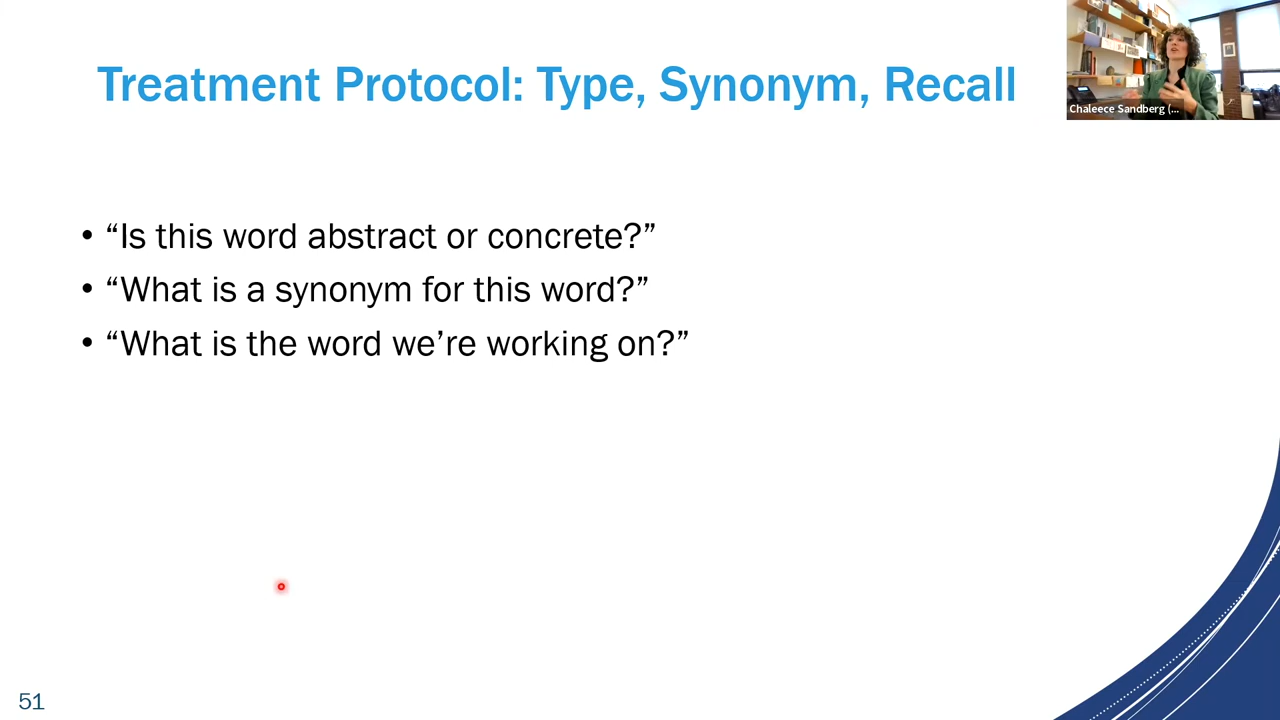 Treatment Protocol: Type, Synonym, Recall
Chaleece Sandberg (...
• “Is this word abstract or concrete?”
• “What is a synonym for this word?”
• “What is the word we’re working on?”
51